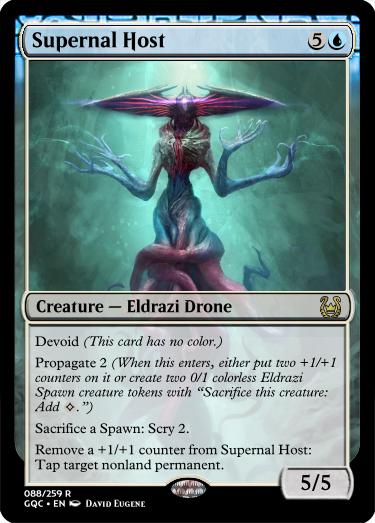 Supernal Host 5
Creature — Eldrazi Drone
Devoid (This card has no color.)
Propagate 2 (When this enters, either put two +1/+1
counters on it or create two 0/1 colorless Eldrazi
Spawn creature tokens with “Sacrifice this creature:
Add .”)
Sacrifice a Spawn: Scry 2.
Remove a +1/+1 counter from Supernal Host:
Tap target nonland permanent.
5/5
088/259 R
GQC • EN DAVID EUGENE